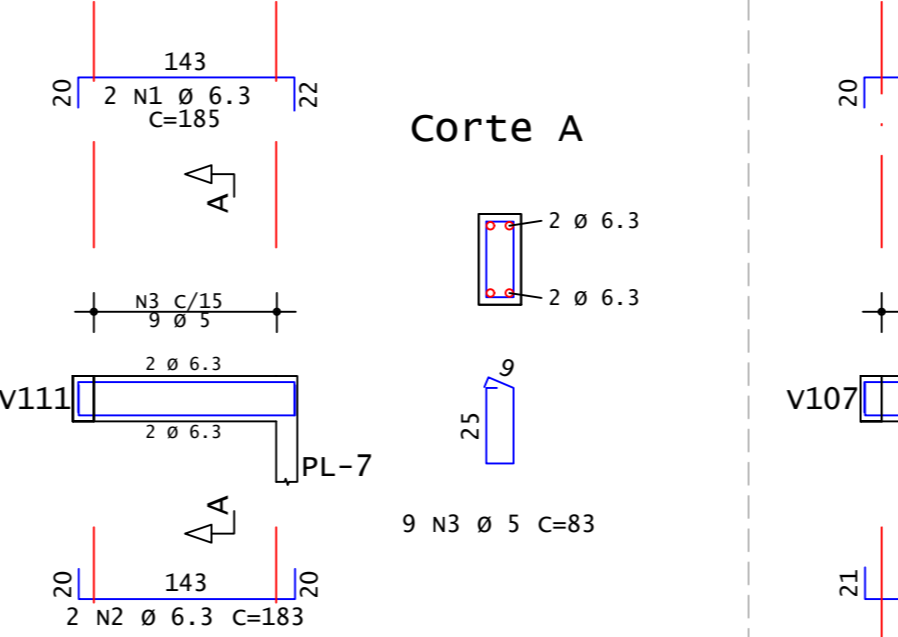 143
20
2 N1 Ø 6.3
22
C=185
20
Corte A
A
2 Ø 6.3
2 Ø 6.3
N3 C/15
9 Ø 5
2 Ø 6.3
V111
2 Ø 6.3
PL-7
9
25
V107
A
9 N3 Ø 5 C=83
20
143
20
21
2 N2 Ø 6.3 C=183